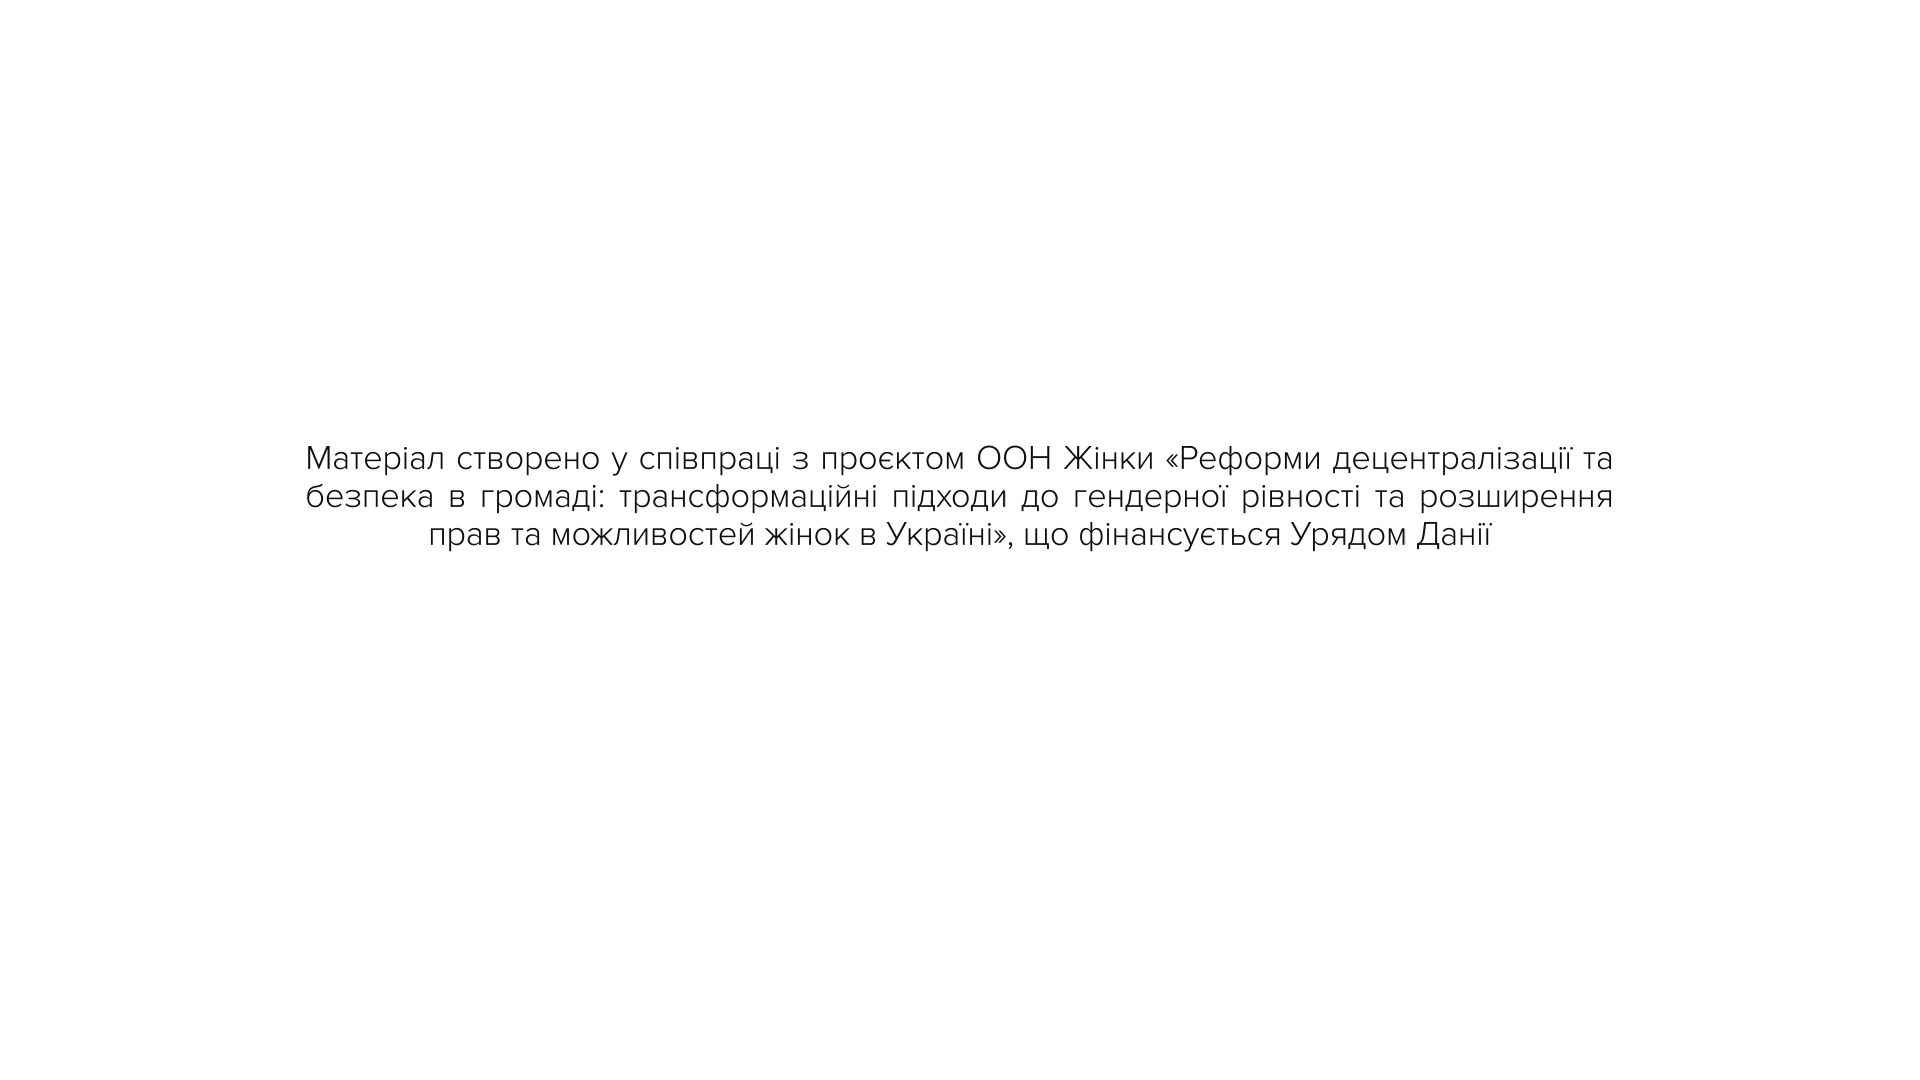 Матеріал створено у співпраці з проєктом ООН Жінки «Реформи децентралізації та
безпека в громаді: трансформаційні підходи до гендерної рівності та розширення
прав та можливостей жінок в Україні», що фінансується Урядом Данії